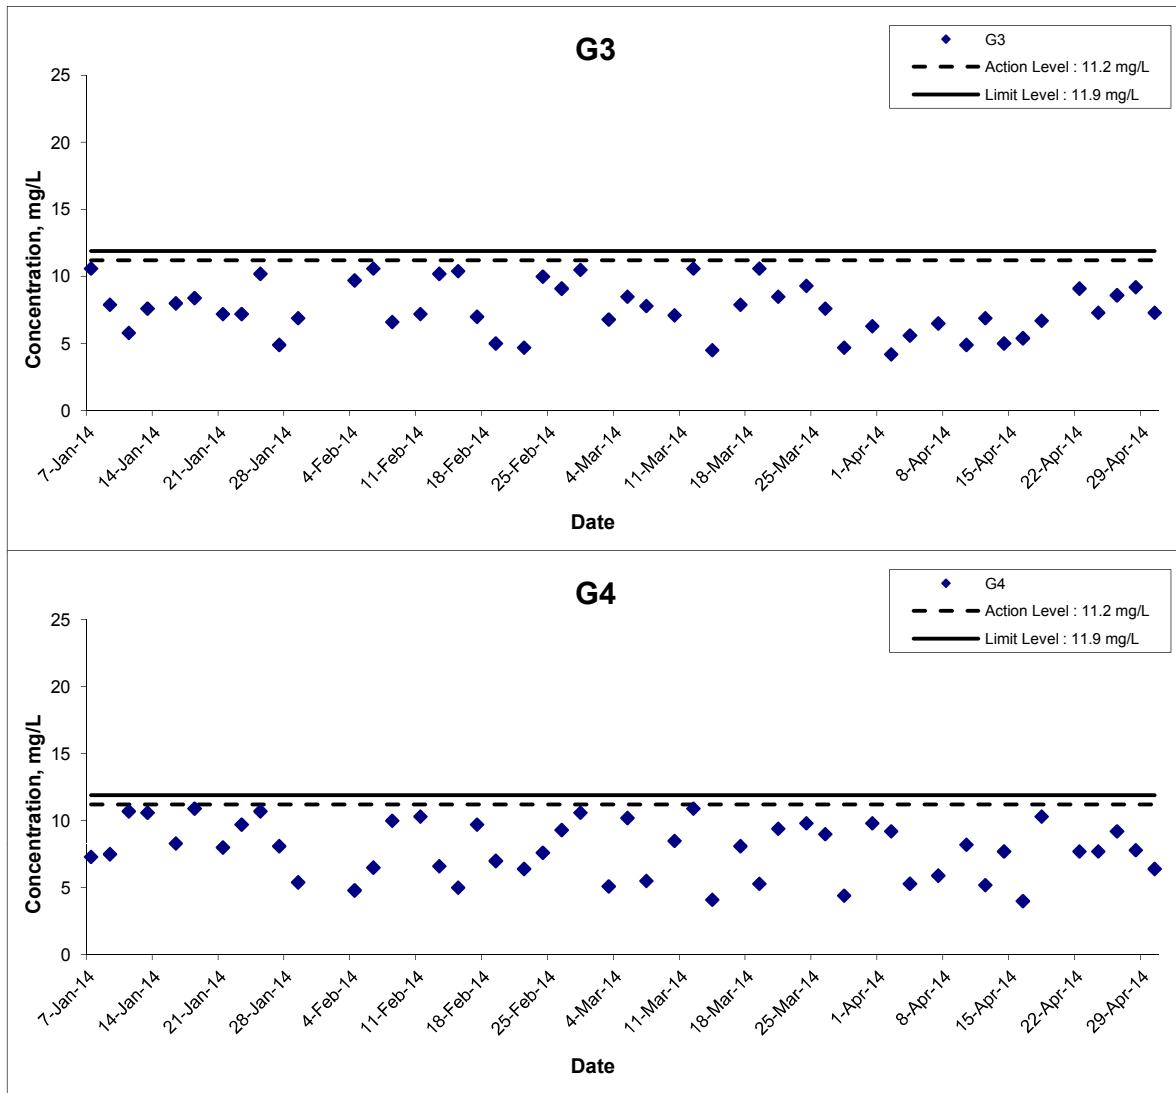 G3
G3
Action Level : 11.2 mg/L
Limit Level : 11.9 mg/L
25
20
15
10
5
0
Concentration, mg/L
7-Jan-14
14-Jan-14
21-Jan-14
28-Jan-14
4-Feb-14
11-Feb-14
18-Feb-14
25-Feb-14
4-Mar-14
11-Mar-14
18-Mar-14
25-Mar-14
1-Apr-14
8-Apr-14
15-Apr-14
22-Apr-14
29-Apr-14
Date
G4
G4
Action Level : 11.2 mg/L
Limit Level : 11.9 mg/L
25
20
15
10
5
0
Concentration, mg/L
7-Jan-14
14-Jan-14
21-Jan-14
28-Jan-14
4-Feb-14
11-Feb-14
18-Feb-14
25-Feb-14
4-Mar-14
11-Mar-14
18-Mar-14
25-Mar-14
1-Apr-14
8-Apr-14
15-Apr-14
22-Apr-14
29-Apr-14
Date